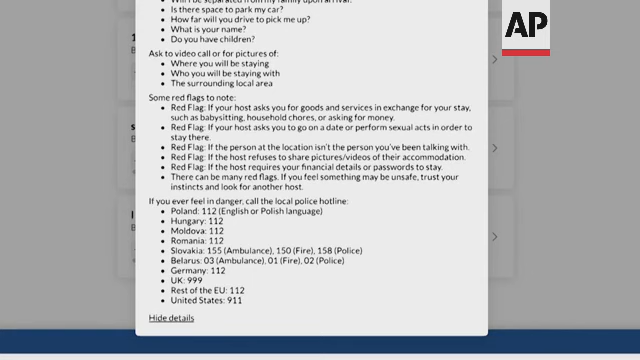 Will I be separated from my family upon arrival?
Is there space to park my car?
How far will you drive to pick me up?
What is your name?
Do you have children?
Ask to video call or for pictures of:
Where you will be staying
Who you will be staying with
The surrounding local area
Some red flags to note:
Red Flag: If your host asks you for goods and services in exchange for your stay,
such as babysitting, household chores, or asking for money.
Red Flag: If your host asks you to go on a date or perform sexual acts in order to
stay there.
Red Flag: If the person at the location isn't the person you've been talking with.
Red Flag: If the host refuses to share pictures/videos of their accommodation.
Red Flag: If the host requires your financial details or passwords to stay.
There can be many red flags. If you feel something may be unsafe, trust your
instincts and look for another host.
If you ever feel in danger, call the local police hotline:
Poland: 112 (English or Polish language)
Hungary: 112
Moldova: 112
Romania: 112
Slovakia: 155 (Ambulance), 150 (Fire), 158 (Police)
Belarus: 03 (Ambulance), 01 (Fire), 02 (Police)
Germany: 112
UK: 999
Rest of the EU: 112
United States: 911
Hide details
AP